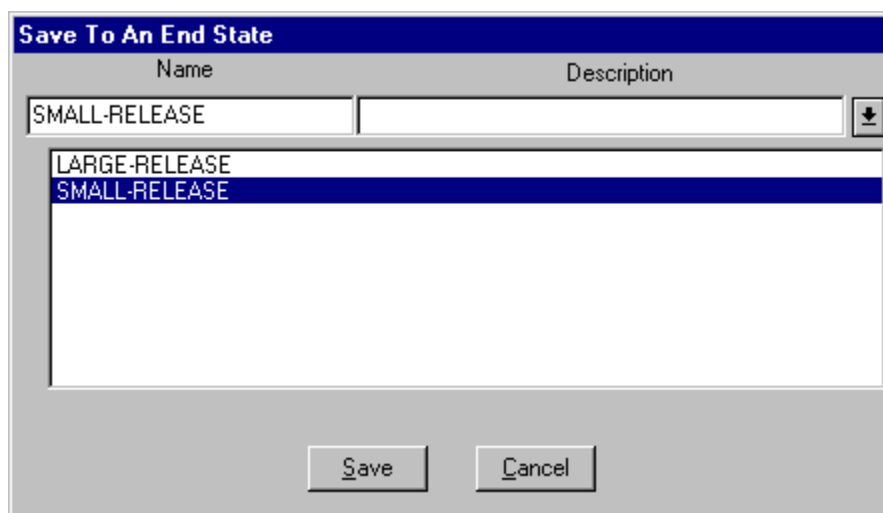 Save To An End State
Name Description
SMALL-RELEASE
LARGE-RELEASE
SMALL-RELEASE
Save Cancel